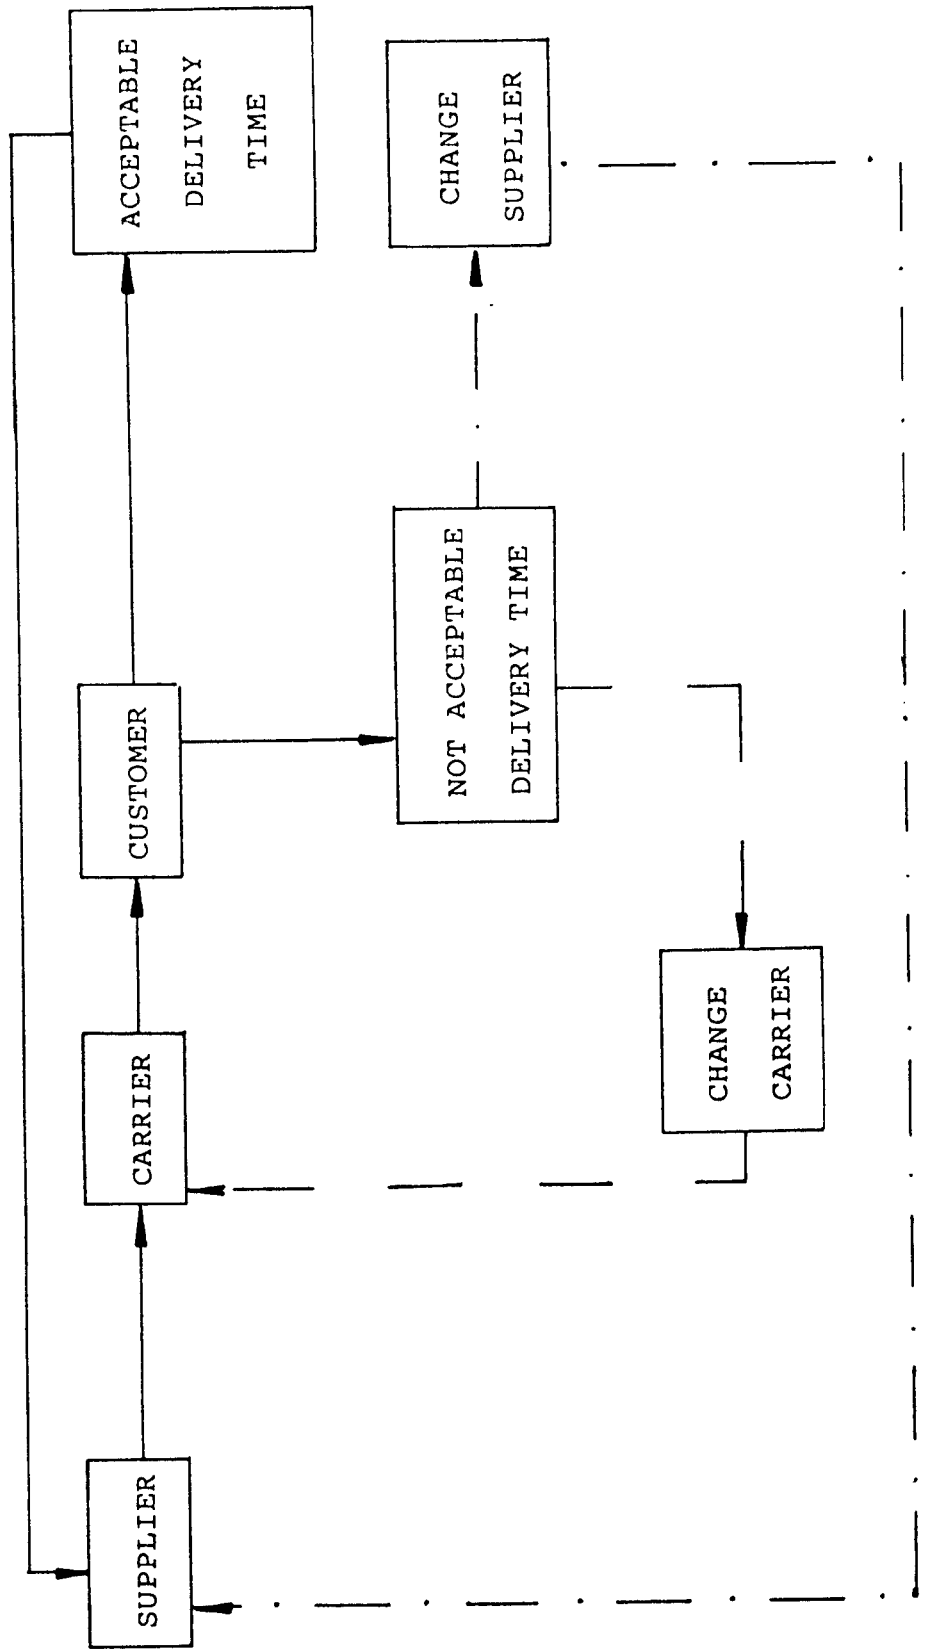 SUPPLIER
CARRIER
CUSTOMER
ACCEPTABLE
DELIVERY
TIME
NOT ACCEPTABLE
DELIVERY TIME
CHANGE
SUPPLIER
CHANGE
CARRIER